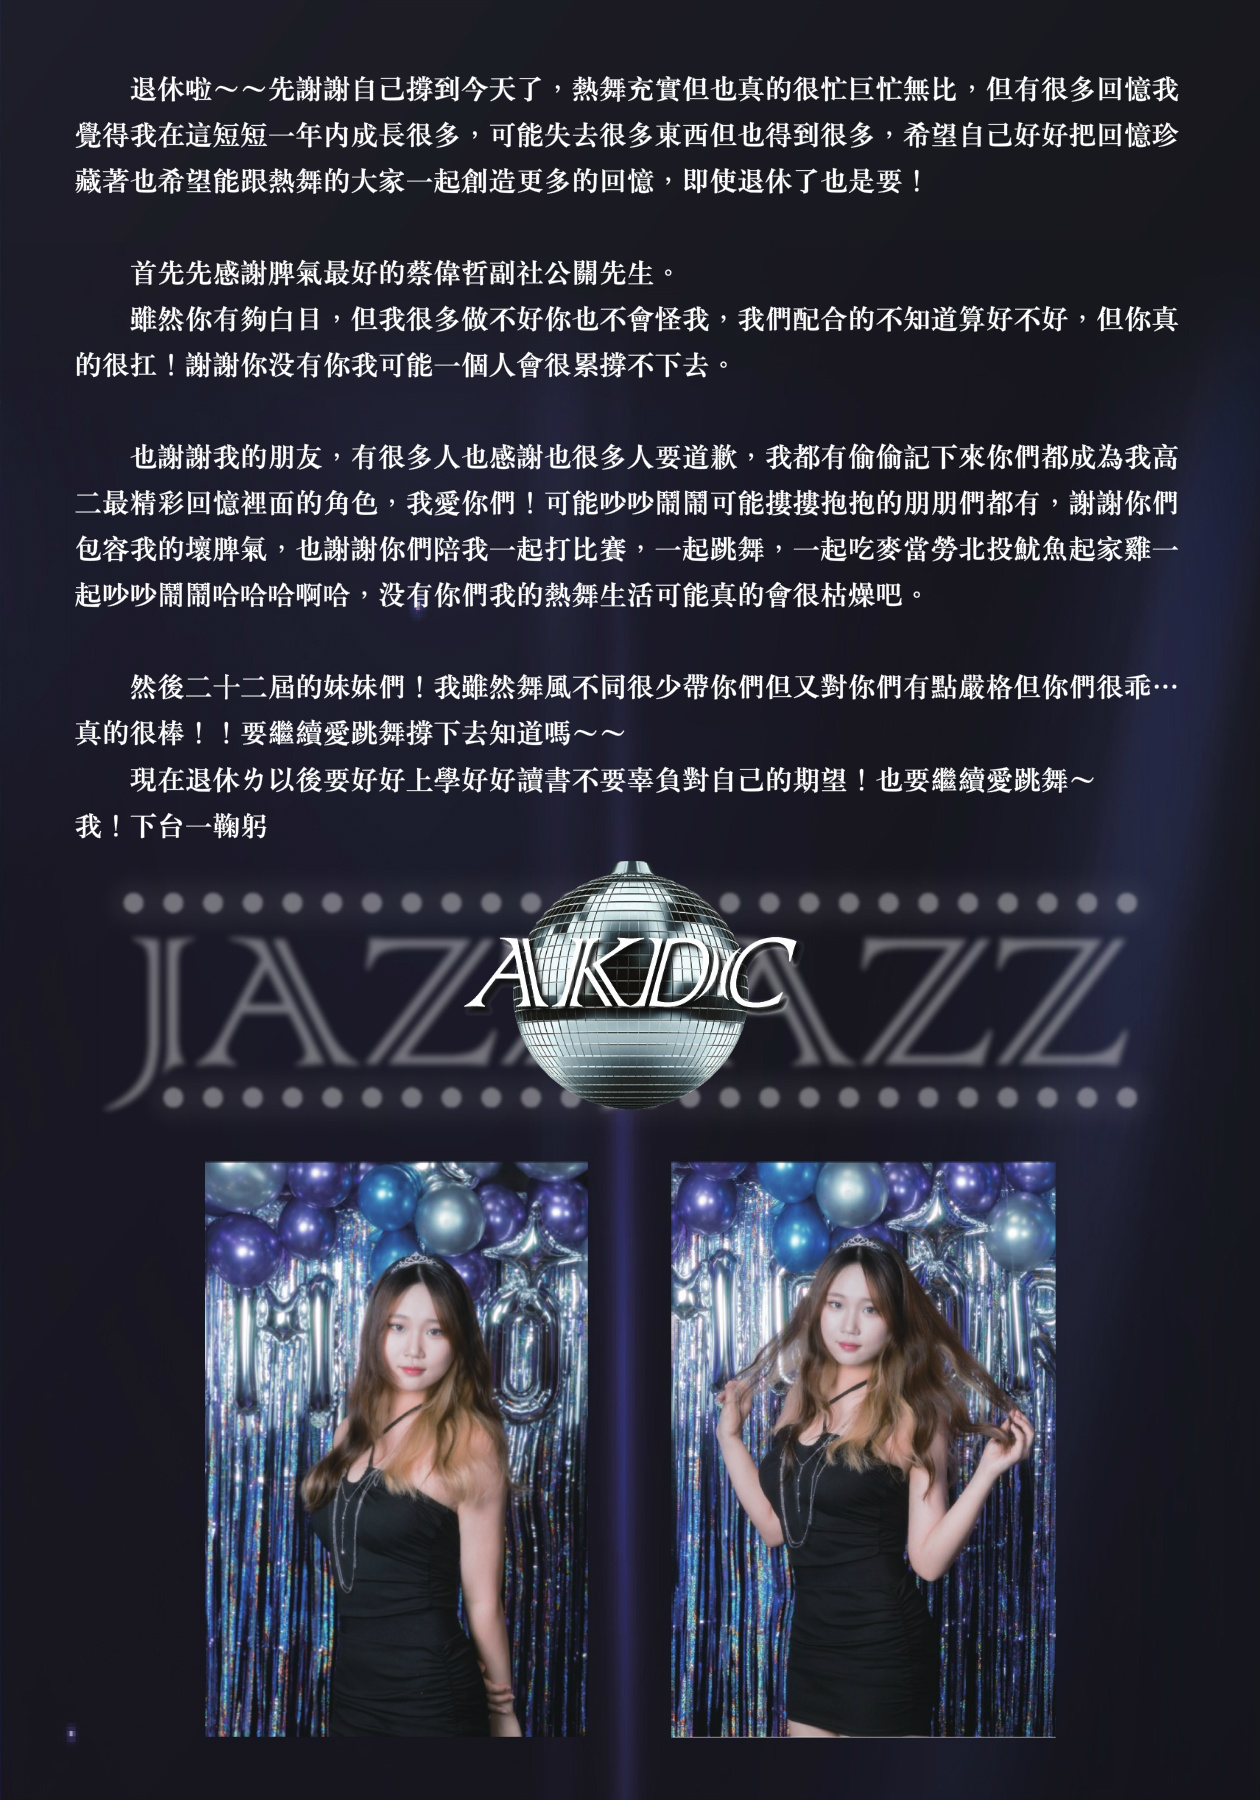 退休啦～～先謝謝自己撐到今天了，熱舞充實但也真的很忙巨忙無比，但有很多回憶我
覺得我在這短短一年內成長很多，可能失去很多東西但也得到很多，希望自己好好把回憶珍
藏著也希望能跟熱舞的大家一起創造更多的回憶，即使退休了也是要！
首先先感謝脾氣最好的蔡偉哲副社公關先生。
雖然你有夠白目，但我很多做不好你也不會怪我，我們配合的不知道算好不好，但你真
的很扛！謝謝你沒有你我可能一個人會很累撐不下去。
也謝謝我的朋友，有很多人也感謝也很多人要道歉，我都有偷偷記下來你們都成為我高
二最精彩回憶裡面的角色，我愛你們！可能吵吵鬧鬧可能摟摟抱抱的朋朋們都有，謝謝你們
包容我的壞脾氣，也謝謝你們陪我一起打比賽，一起跳舞，一起吃麥當勞北投魷魚起家雞一
起吵吵鬧鬧哈哈哈啊哈，沒有你們我的熱舞生活可能真的會很枯燥吧。
然後二十二屆的妹妹們！我雖然舞風不同很少帶你們但又對你們有點嚴格但你們很乖…
真的很棒！！要繼續愛跳舞撐下去知道嗎～～
現在退休ㄌ以後要好好上學好好讀書不要辜負對自己的期望！也要繼續愛跳舞～
我！下台一鞠躬
JAZZ JAZZ
AKDC